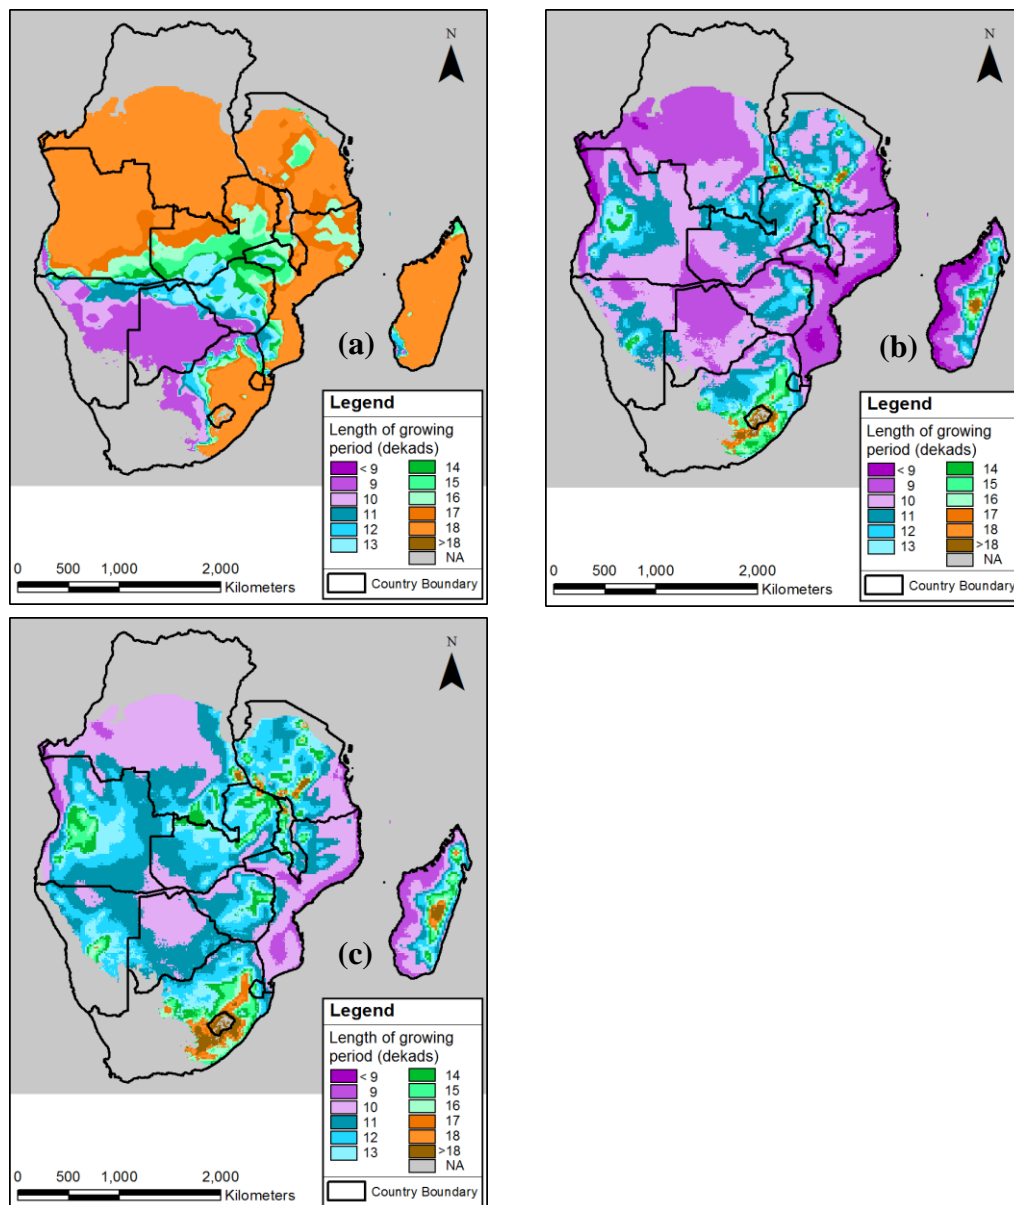 N
(a)
Legend
Length of growing
period (dekads)
< 9 14
9 15
10 16
11 17
12 18
13 >18
NA
Country Boundary
0 500 1,000 2,000
Kilometers
N
(b)
Legend
Length of growing
period (dekads)
< 9 14
9 15
10 16
11 17
12 18
13 >18
NA
Country Boundary
0 500 1,000 2,000
Kilometers
N
(c)
Legend
Length of growing
period (dekads)
< 9 14
9 15
10 16
11 17
12 18
13 >18
NA
Country Boundary
0 500 1,000 2,000
Kilometers